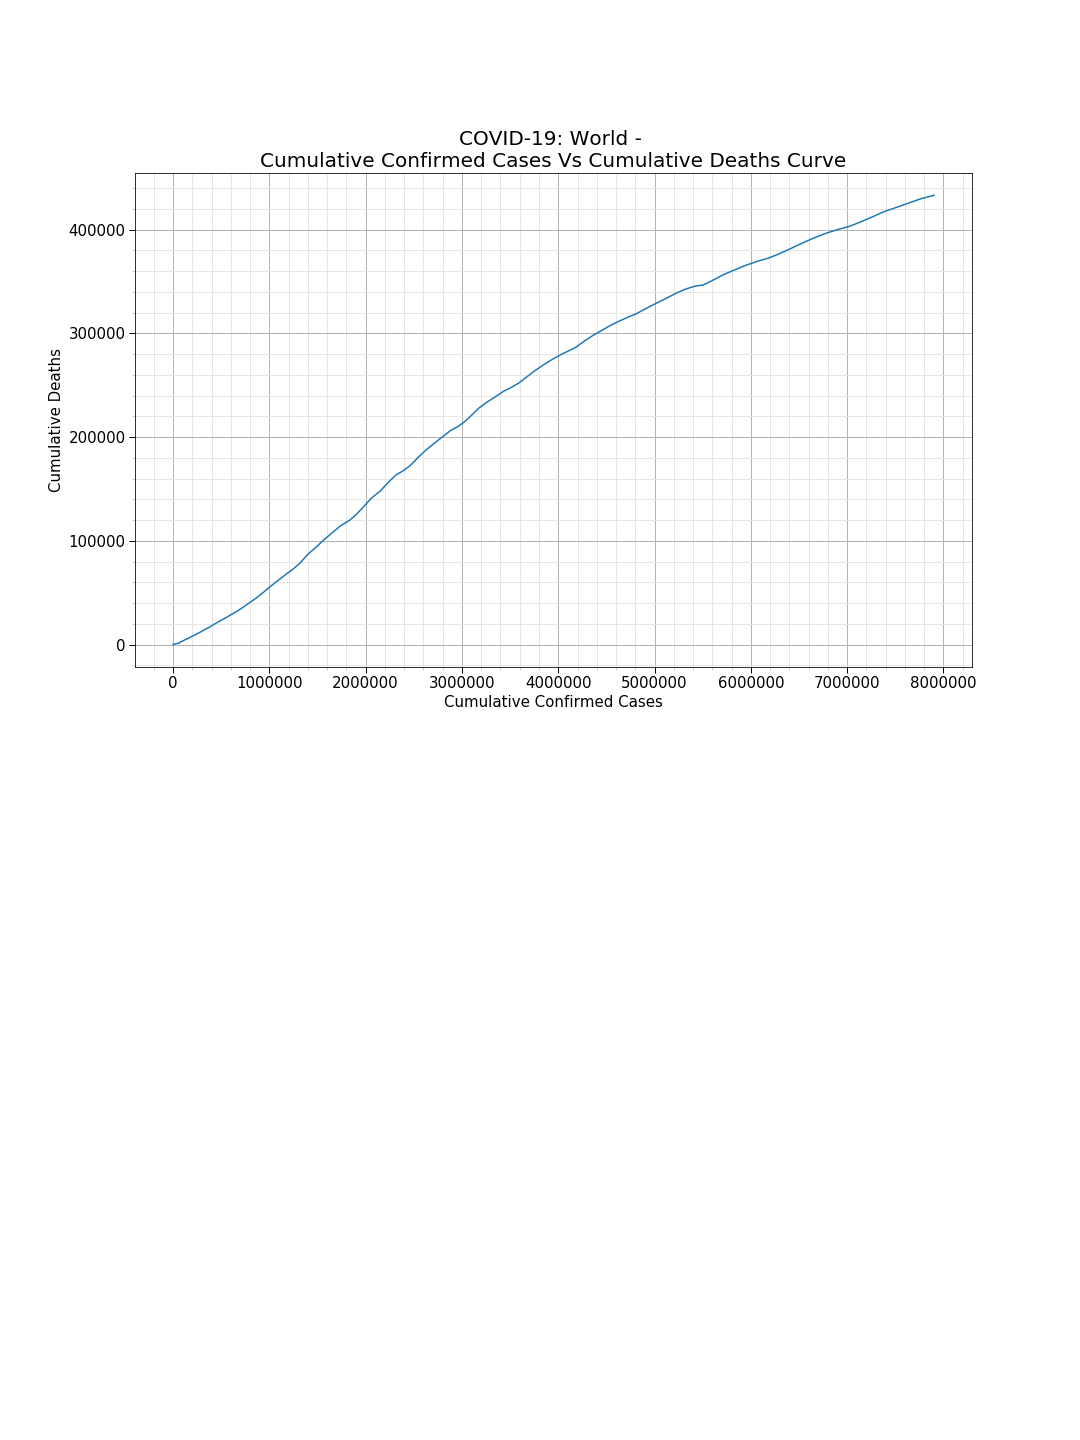 COVID-19: World -
Cumulative Confirmed Cases Vs Cumulative Deaths Curve
400000
300000
200000
100000
0
Cumulative Deaths
0 1000000 2000000 3000000 4000000 5000000 6000000 7000000 8000000
Cumulative Confirmed Cases